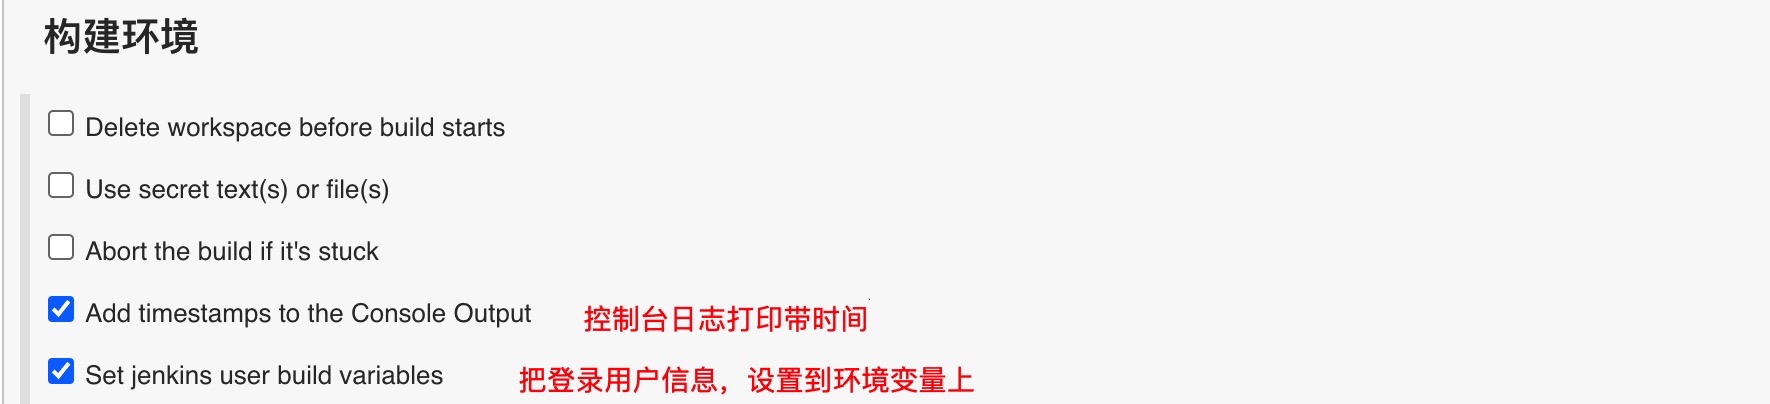 构建环境
Delete workspace before build starts
Use secret text(s) or file(s)
Abort the build if it's stuck
Add timestamps to the Console Output 控制台日志打印带时间
Set jenkins user build variables 把登录用户信息，设置到环境变量上